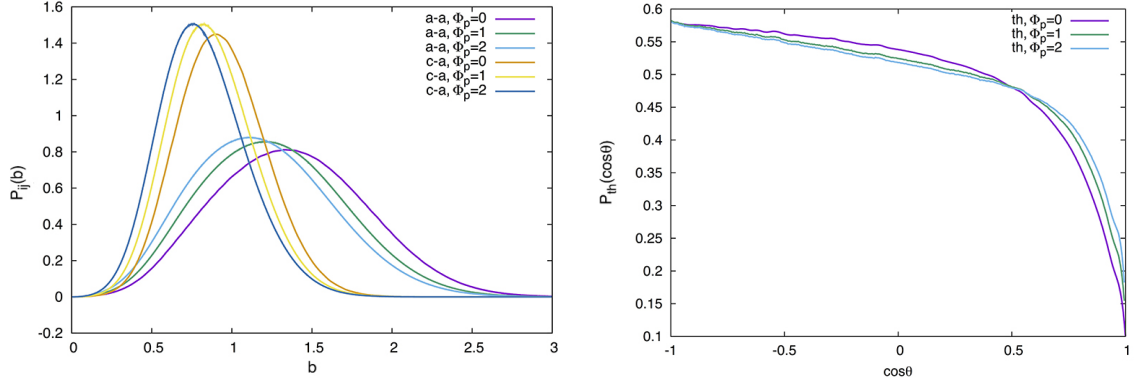 1.6
1.4
1.2
1
0.8
0.6
0.4
0.2
0
-0.2
P_ij(b)
a-a, Φ_p=0
a-a, Φ_p=1
a-a, Φ_p=2
c-a, Φ_p=0
c-a, Φ_p=1
c-a, Φ_p=2
0 0.5 1 1.5 2 2.5 3
b
0.6
0.55
0.5
0.45
0.4
0.35
0.3
0.25
0.2
0.15
0.1
P_th(cosθ)
th, Φ_p=0
th, Φ_p=1
th, Φ_p=2
-1 -0.5 0 0.5 1
cosθ